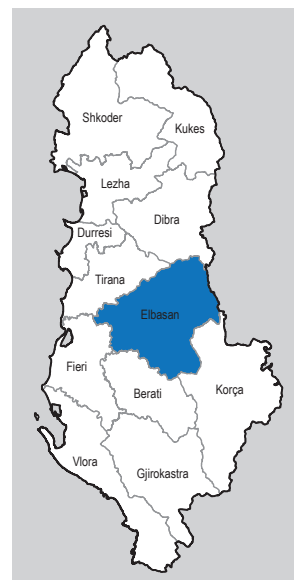 Shkoder
Kukes
Lezha
Dibra
Durresi
Tirana
Elbasan
Fieri
Berati
Korça
Vlora
Gjirokastra